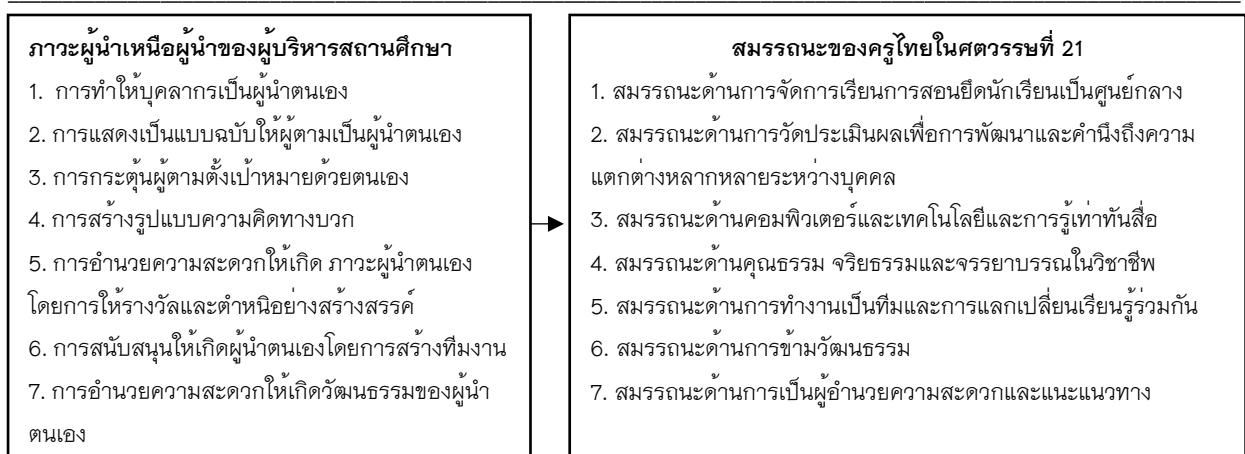 ภาวะผู้นำเหนือผู้นำของผู้บริหารสถานศึกษา
1. การทำให้บุคลากรเป็นผู้นำตนเอง
2. การแสดงเป็นแบบฉบับให้ผู้ตามเป็นผู้นำตนเอง
3. การกระตุ้นผู้ตามตั้งเป้าหมายด้วยตนเอง
4. การสร้างรูปแบบความคิดทางบวก
5. การอำนวยความสะดวกให้เกิด ภาวะผู้นำตนเอง
โดยการให้รางวัลและตำหนิอย่างสร้างสรรค์
6. การสนับสนุนให้เกิดผู้นำตนเองโดยการสร้างทีมงาน
7. การอำนวยความสะดวกให้เกิดวัฒนธรรมของผู้นำ
ตนเอง
สมรรถนะของครูไทยในศตวรรษที่ 21
1. สมรรถนะด้านการจัดการเรียนการสอนยึดนักเรียนเป็นศูนย์กลาง
2. สมรรถนะด้านการวัดประเมินผลเพื่อการพัฒนาและคำนึงถึงความ
แตกต่างหลากหลายระหว่างบุคคล
3. สมรรถนะด้านคอมพิวเตอร์และเทคโนโลยีและการรู้เท่าทันสื่อ
4. สมรรถนะด้านคุณธรรม จริยธรรมและจรรยาบรรณในวิชาชีพ
5. สมรรถนะด้านการทำงานเป็นทีมและการแลกเปลี่ยนเรียนรู้ร่วมกัน
6. สมรรถนะด้านการข้ามวัฒนธรรม
7. สมรรถนะด้านการเป็นผู้อำนวยความสะดวกและแนะแนวทาง